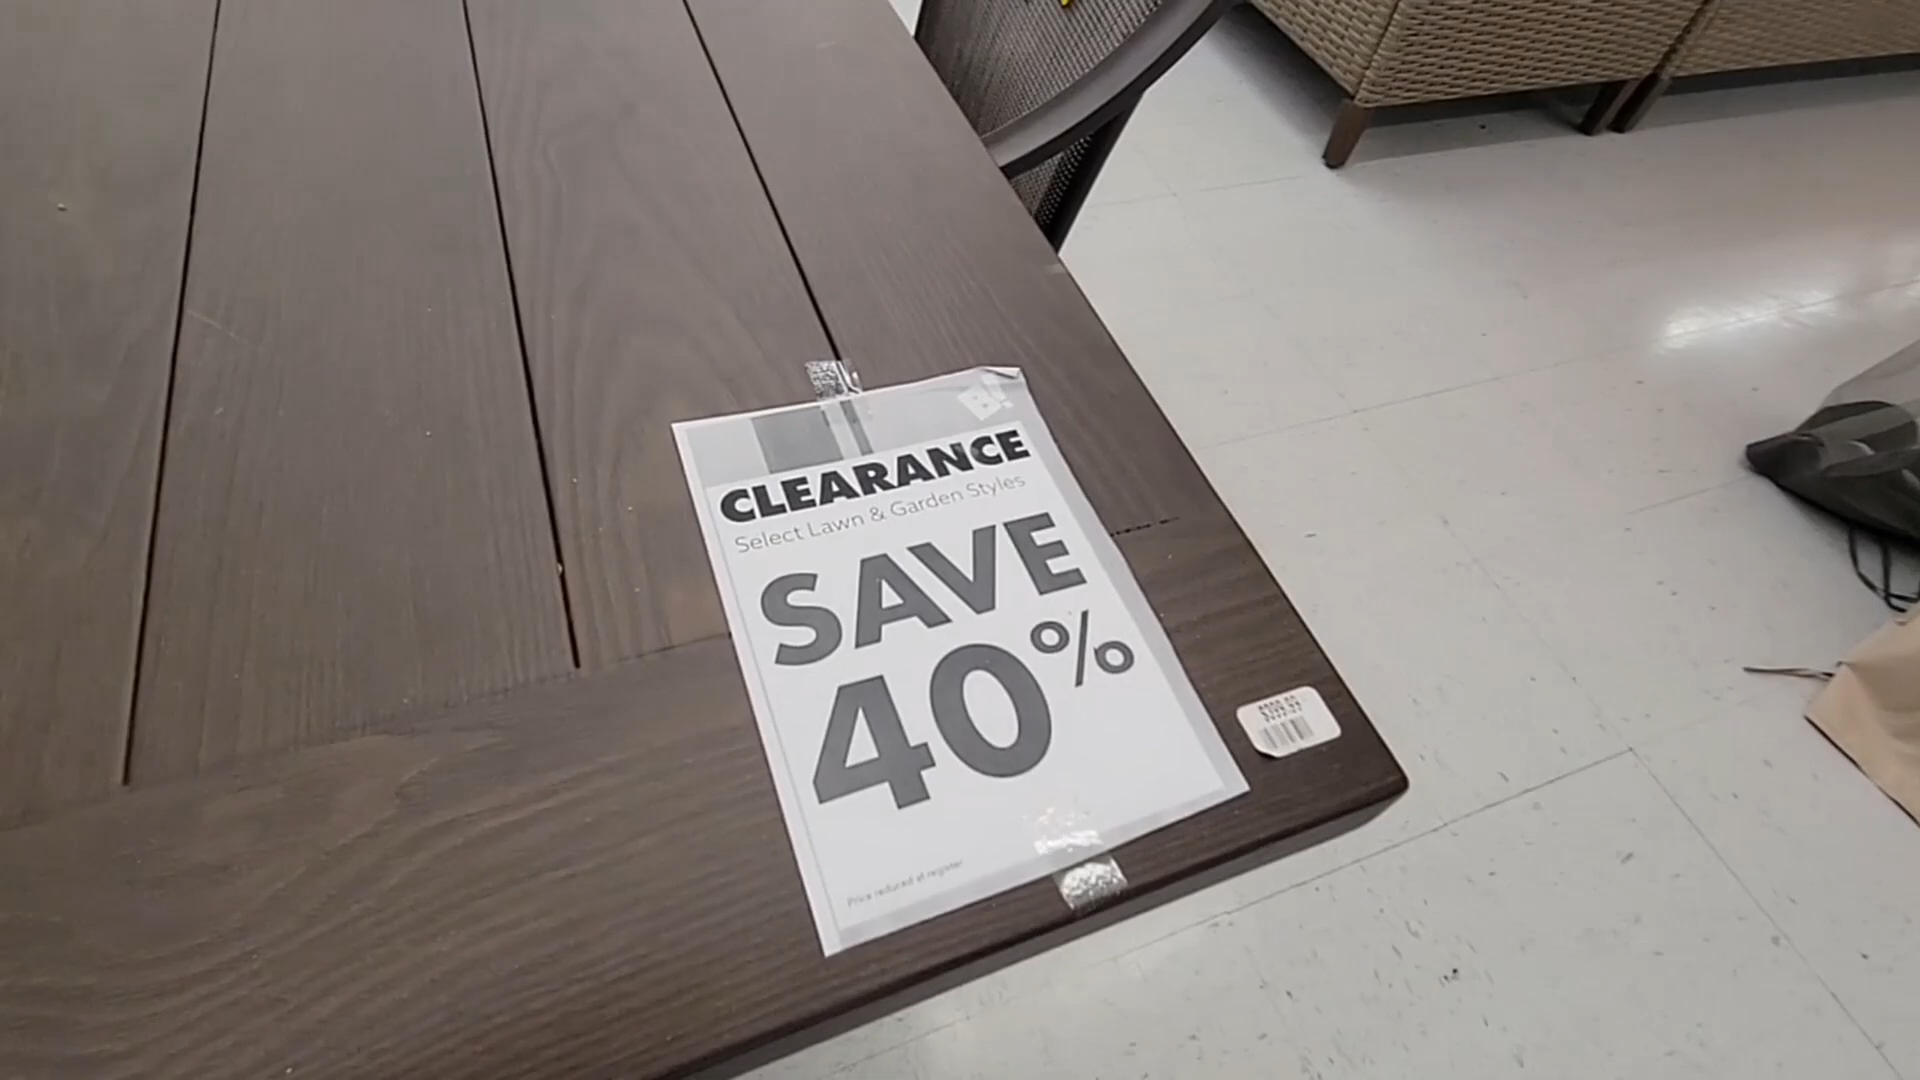 B!
CLEARANCE
Select Lawn & Garden Styles
SAVE
40%
Price reduced at register